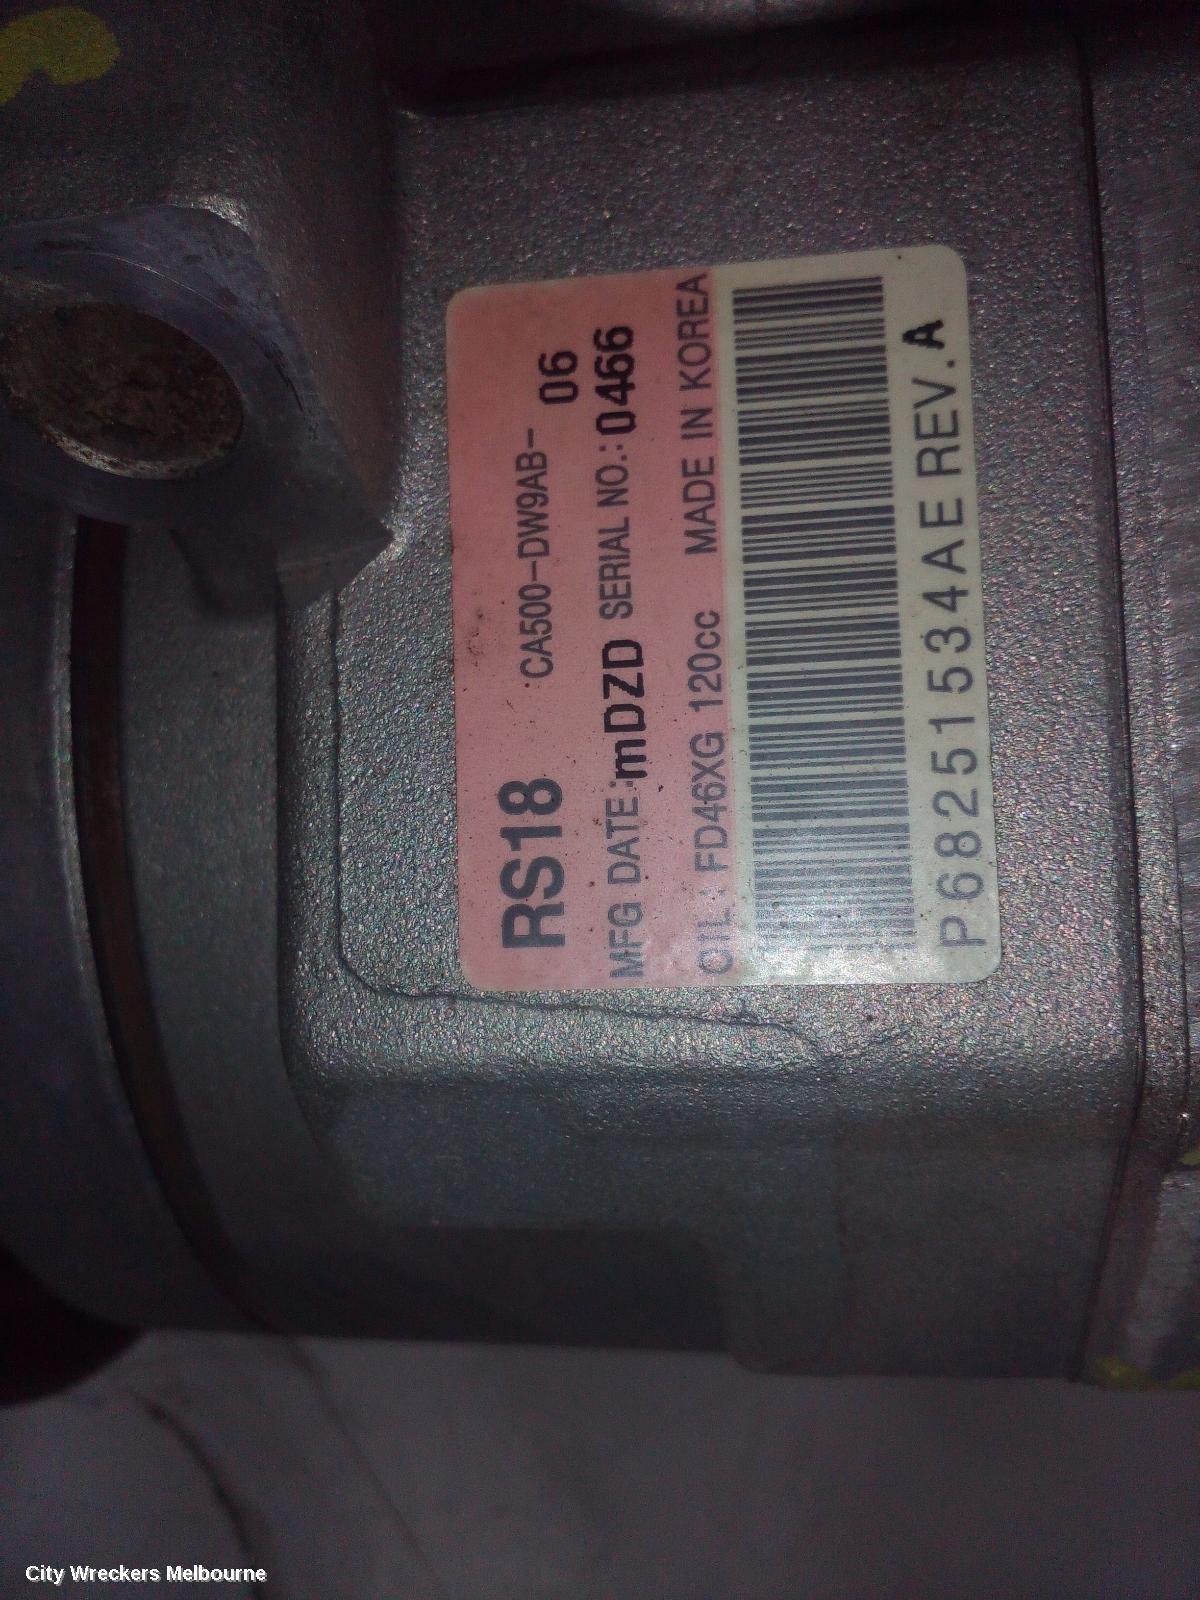 RS18 CA500-DW9AB-06
MFG DATE:mDZD SERIAL NO.:0466
OIL : FD46XG 120cc MADE IN KOREA
P68251534AE REV.A
City Wreckers Melbourne